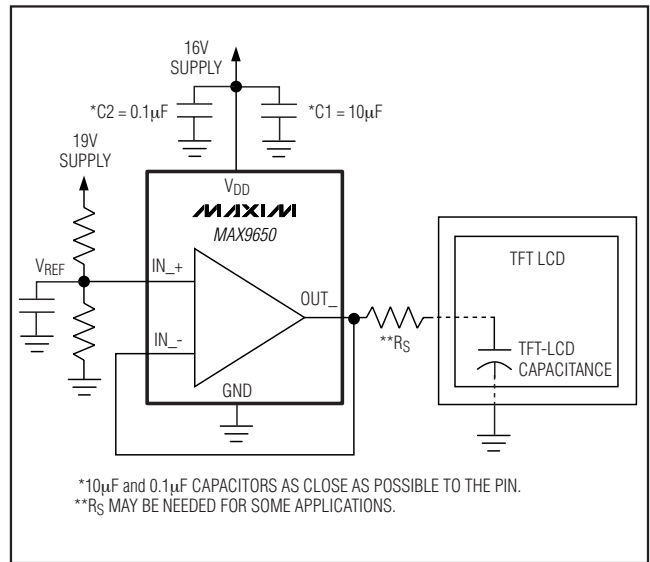 16V
SUPPLY
*C2 = 0.1µF
*C1 = 10µF
19V
SUPPLY
VDD
MAXIM
MAX9650
VREF
IN_+
OUT_
IN_-
GND
**RS
TFT LCD
TFT-LCD
CAPACITANCE
*10µF and 0.1µF CAPACITORS AS CLOSE AS POSSIBLE TO THE PIN.
**RS MAY BE NEEDED FOR SOME APPLICATIONS.